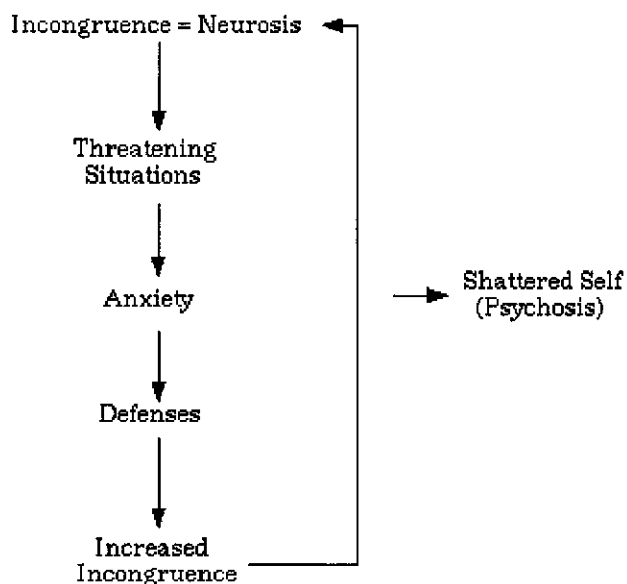 Incongruence = Neurosis
Threatening
Situations
Anxiety
Shattered Self
(Psychosis)
Defenses
Increased
Incongruence